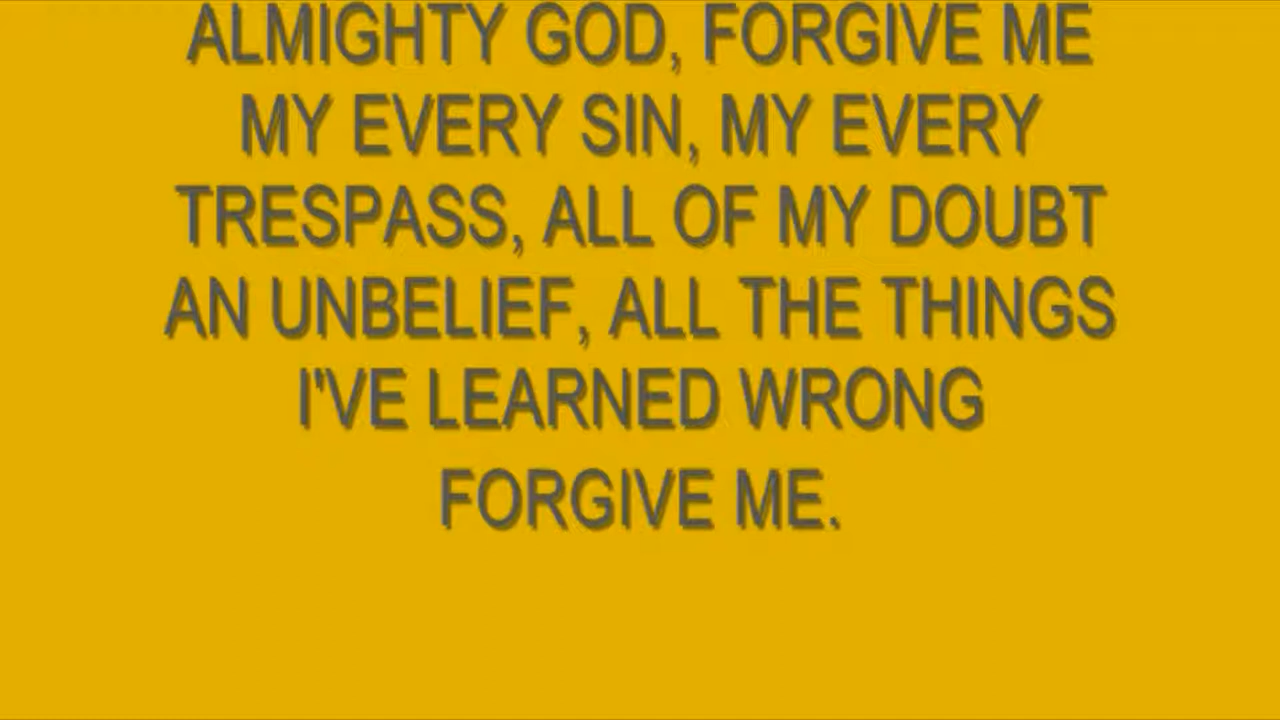 ALMIGHTY GOD, FORGIVE ME
MY EVERY SIN, MY EVERY
TRESPASS, ALL OF MY DOUBT
AN UNBELIEF, ALL THE THINGS
I'VE LEARNED WRONG
FORGIVE ME.